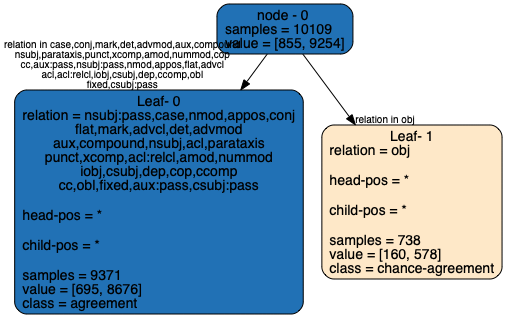 node - 0
samples = 10109
value = [855, 9254]
relation in case,conj,mark,det,advmod,aux,compound
nsubj,parataxis,punct,xcomp,amod,nummod,cop
cc,aux:pass,nsubj:pass,nmod,appos,flat,advcl
acl,acl:relcl,iobj,csubj,dep,ccomp,obl
fixed,csubj:pass
relation in obj
Leaf- 0
relation = nsubj:pass,case,nmod,appos,conj
flat,mark,advcl,det,advmod
aux,compound,nsubj,acl,parataxis
punct,xcomp,acl:relcl,amod,nummod
iobj,csubj,dep,cop,ccomp
cc,obl,fixed,aux:pass,csubj:pass
head-pos = *
child-pos = *
samples = 9371
value = [695, 8676]
class = agreement
Leaf- 1
relation = obj
head-pos = *
child-pos = *
samples = 738
value = [160, 578]
class = chance-agreement